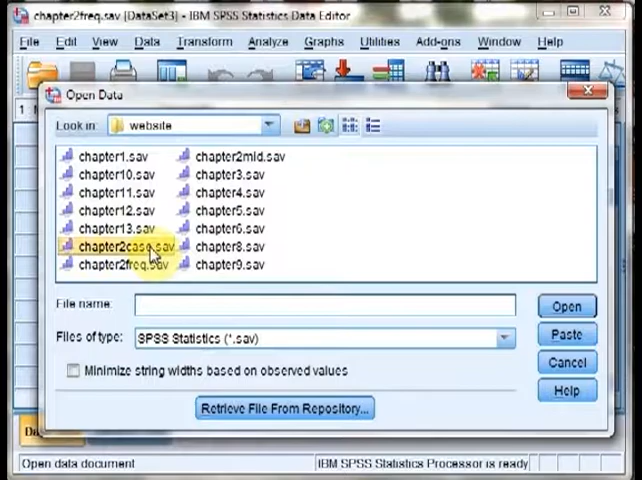 chapter2freq.sav [DataSet3] - IBM SPSS Statistics Data Editor
File Edit View Data Transform Analyze Graphs Utilities Add-ons Window Help
Open Data
1
Look in: website
chapter1.sav chapter2mid.sav
chapter10.sav chapter3.sav
chapter11.sav chapter4.sav
chapter12.sav chapter5.sav
chapter13.sav chapter6.sav
chapter2case.sav chapter8.sav
chapter2freq.sav chapter9.sav
File name: Open
Files of type: SPSS Statistics (*.sav) Paste
Minimize string widths based on observed values Cancel
Help
Retrieve File From Repository...
Open data document IBM SPSS Statistics Processor is ready